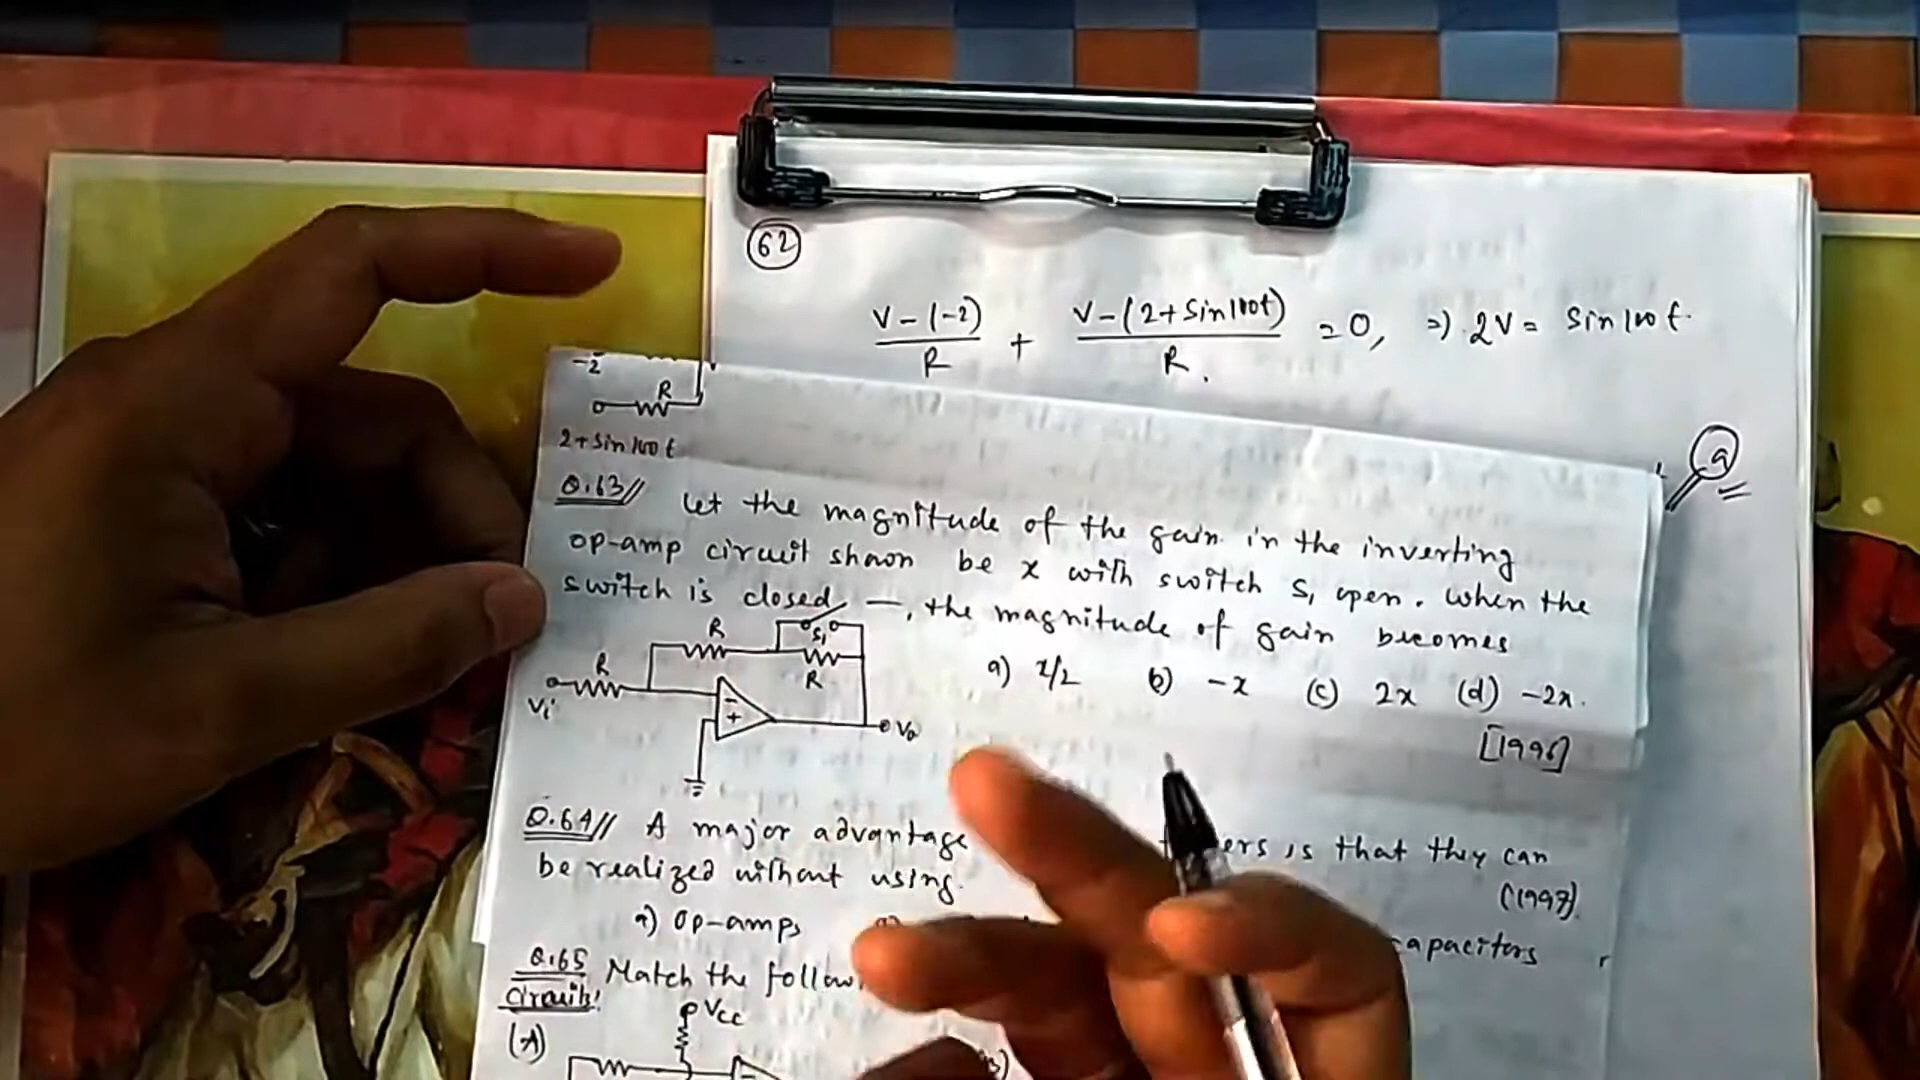 62
V-(-2)/R + V-(2+Sin100t)/R. =0, => 2V= Sin100t.
a
-2
R
2+Sin100t
Q.63// Let the magnitude of the gain in the inverting
op-amp circuit shown be x with switch S1 open. When the
switch is closed —, the magnitude of gain becomes
R
S1
R
R
Vi
-
+
Vo
a) x/2 b) -x (c) 2x (d) -2x.
[1996]
Q.64// A major advantage ers is that they can
be realized without using.
(1997)
a) Op-amps capacitors
Q.65 Match the follow
Circuits:
(A)
Vcc